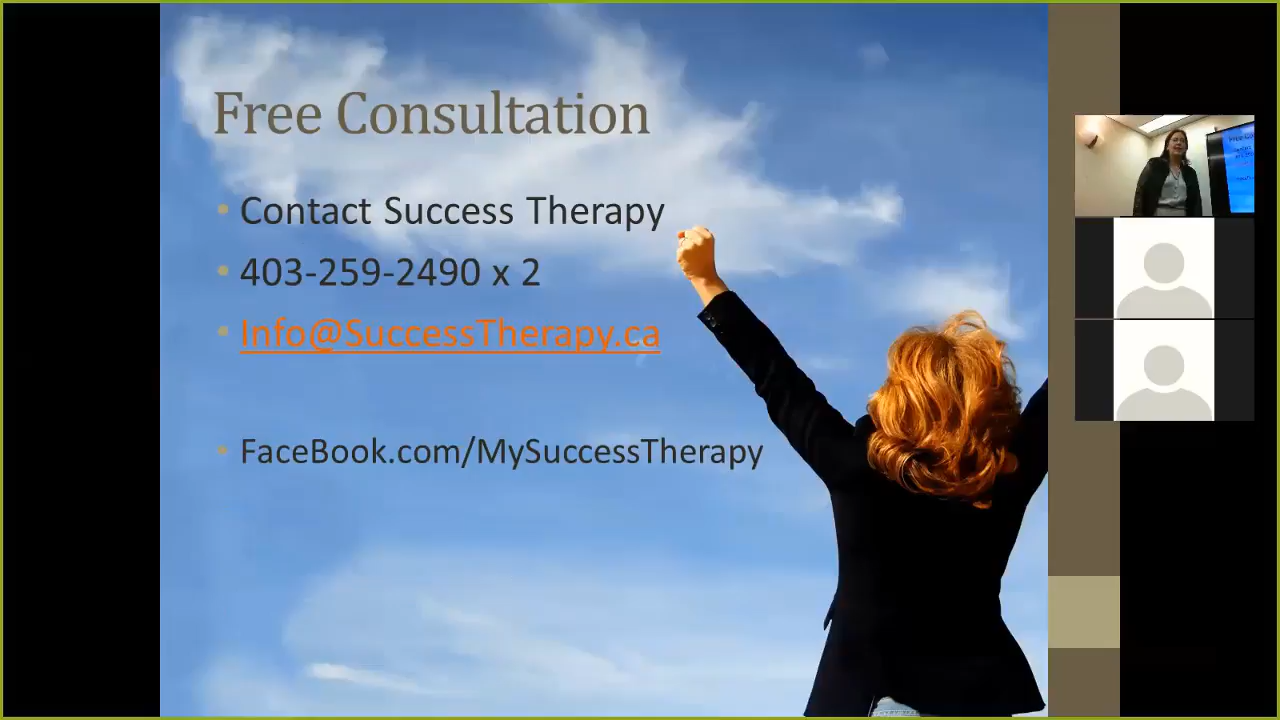 Free Consultation
• Contact Success Therapy
• 403-259-2490 x 2
• Info@SuccessTherapy.ca
• FaceBook.com/MySuccessTherapy